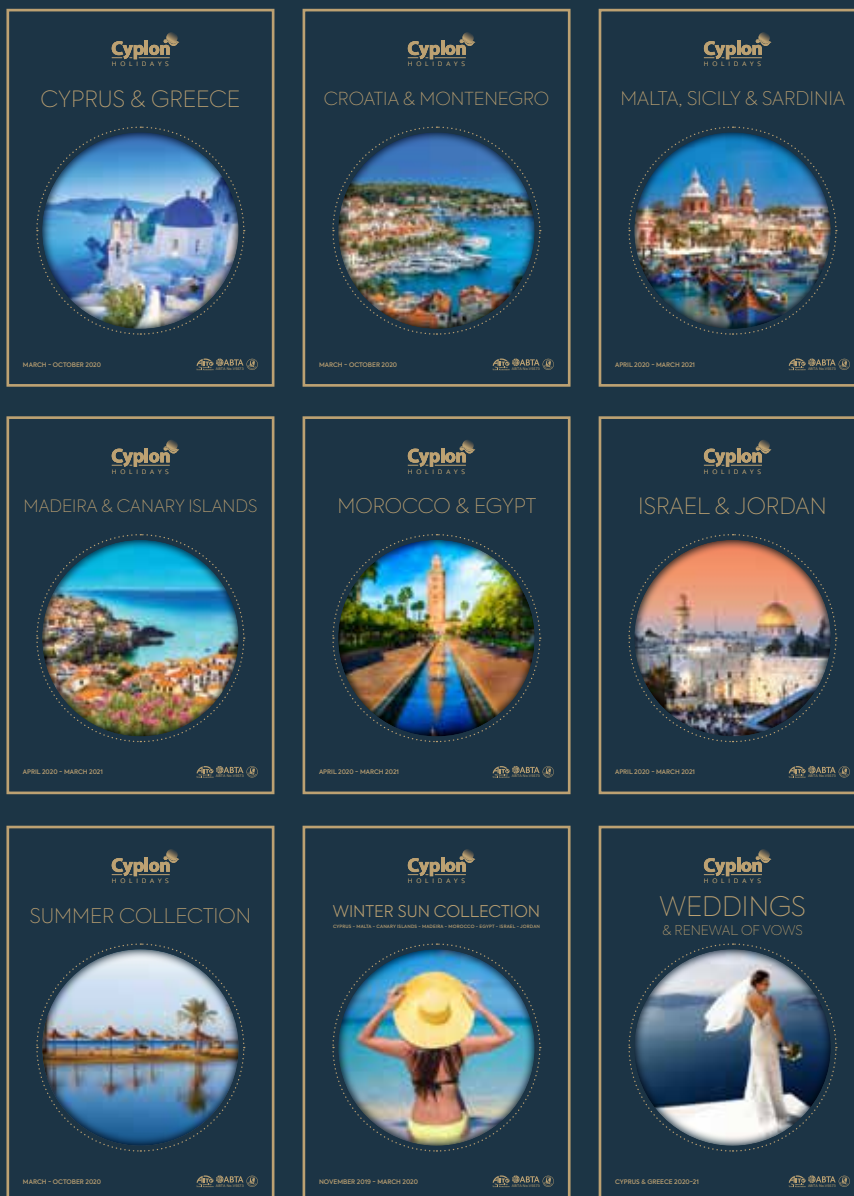 Cyplon
HOLIDAYS
CYPRUS & GREECE
MARCH – OCTOBER 2020
ABTA
Cyplon
HOLIDAYS
CROATIA & MONTENEGRO
MARCH – OCTOBER 2020
ABTA
Cyplon
HOLIDAYS
MALTA, SICILY & SARDINIA
APRIL 2020 – MARCH 2021
ABTA
Cyplon
HOLIDAYS
MADEIRA & CANARY ISLANDS
APRIL 2020 – MARCH 2021
ABTA
Cyplon
HOLIDAYS
MOROCCO & EGYPT
APRIL 2020 – MARCH 2021
ABTA
Cyplon
HOLIDAYS
ISRAEL & JORDAN
APRIL 2020 – MARCH 2021
ABTA
Cyplon
HOLIDAYS
SUMMER COLLECTION
MARCH – OCTOBER 2020
ABTA
Cyplon
HOLIDAYS
WINTER SUN COLLECTION
CYPRUS – MALTA – CANARY ISLANDS – MADEIRA – MOROCCO – EGYPT – ISRAEL – JORDAN
NOVEMBER 2019 – MARCH 2020
ABTA
Cyplon
HOLIDAYS
WEDDINGS
& RENEWAL OF VOWS
CYPRUS & GREECE 2020-21
ABTA